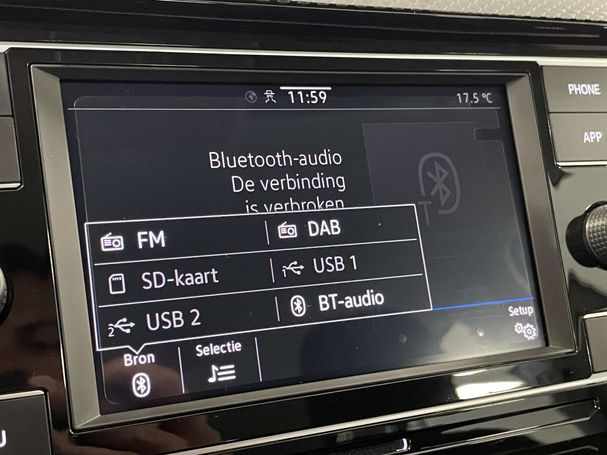 11:59
17.5 °C
PHONE
APP
Bluetooth-audio
De verbinding
is verbroken
FM
DAB
SD-kaart
USB 1
USB 2
BT-audio
Bron
Selectie
Setup